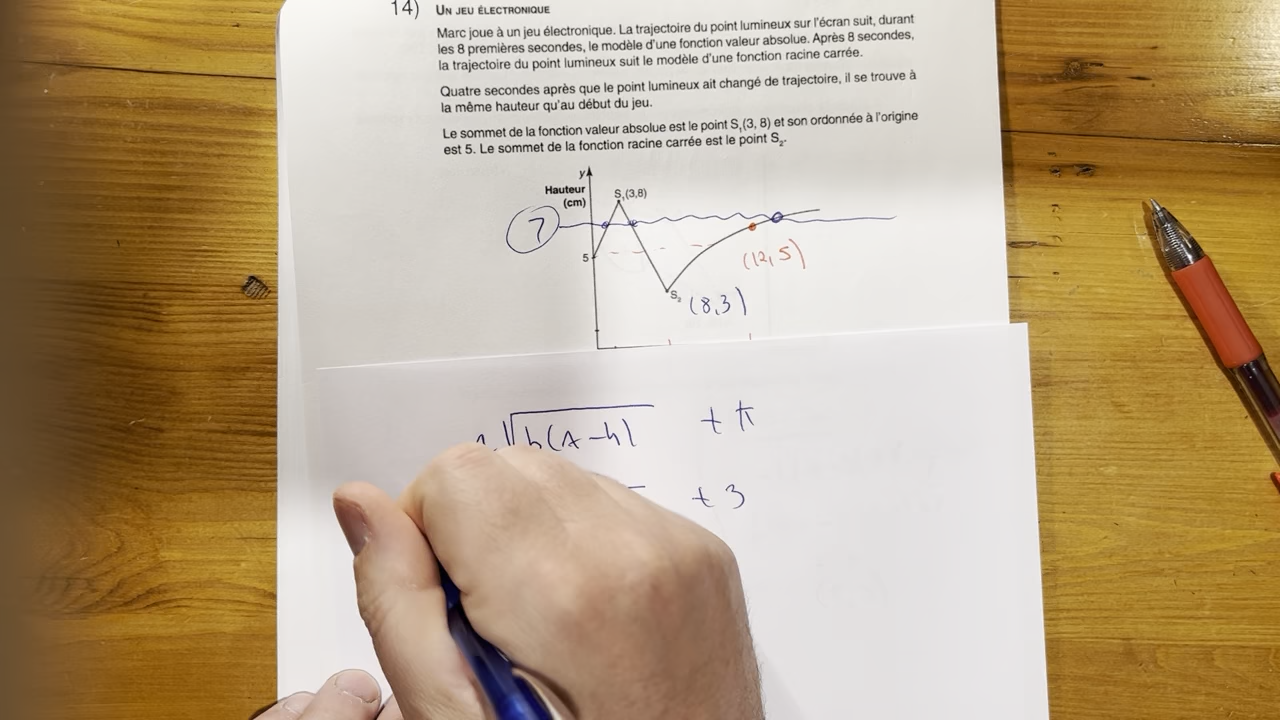 14) UN JEU ÉLECTRONIQUE
Marc joue à un jeu électronique. La trajectoire du point lumineux sur l'écran suit, durant
les 8 premières secondes, le modèle d'une fonction valeur absolue. Après 8 secondes,
la trajectoire du point lumineux suit le modèle d'une fonction racine carrée.
Quatre secondes après que le point lumineux ait changé de trajectoire, il se trouve à
la même hauteur qu'au début du jeu.
Le sommet de la fonction valeur absolue est le point S₁(3, 8) et son ordonnée à l'origine
est 5. Le sommet de la fonction racine carrée est le point S₂.
y
Hauteur
(cm)
S₁(3,8)
7
5
(12,5)
S₂ (8,3)
√b(x-h) + k
+ 3